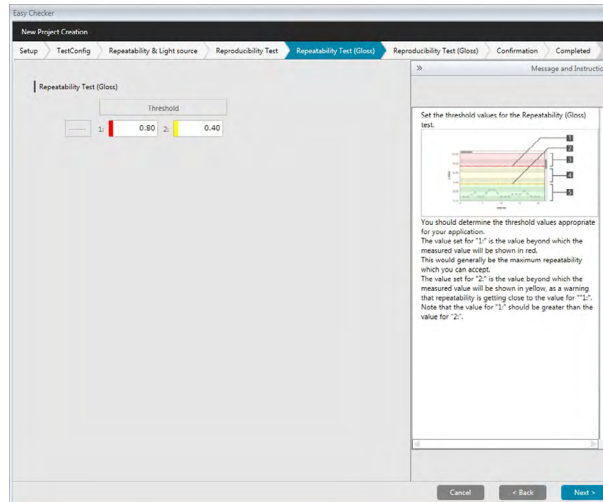 Easy Checker
New Project Creation
Setup TestConfig Repeatability & Light source Reproducibility Test Repeatability Test (Gloss) Reproducibility Test (Gloss) Confirmation Completed
» Message and Instructio
Repeatability Test (Gloss)
Threshold
1: 0.80 2: 0.40
Set the threshold values for the Repeatability (Gloss)
test.
1
2
3
4
5
You should determine the threshold values appropriate
for your application.
The value set for "1:" is the value beyond which the
measured value will be shown in red.
This would generally be the maximum repeatability
which you can accept.
The value set for "2:" is the value beyond which the
measured value will be shown in yellow, as a warning
that repeatability is getting close to the value for ""1:".
Note that the value for "1:" should be greater than the
value for "2:".
Cancel < Back Next >